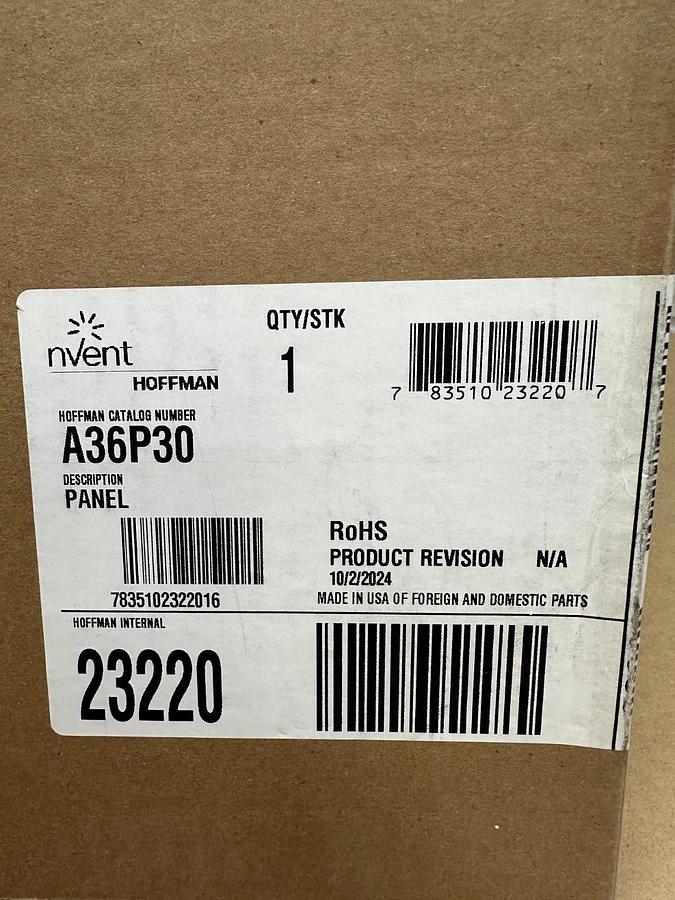 nvent
HOFFMAN
QTY/STK
1
7 83510 23220 7
HOFFMAN CATALOG NUMBER
A36P30
DESCRIPTION
PANEL
7835102322016
RoHS
PRODUCT REVISION N/A
10/2/2024
MADE IN USA OF FOREIGN AND DOMESTIC PARTS
HOFFMAN INTERNAL
23220